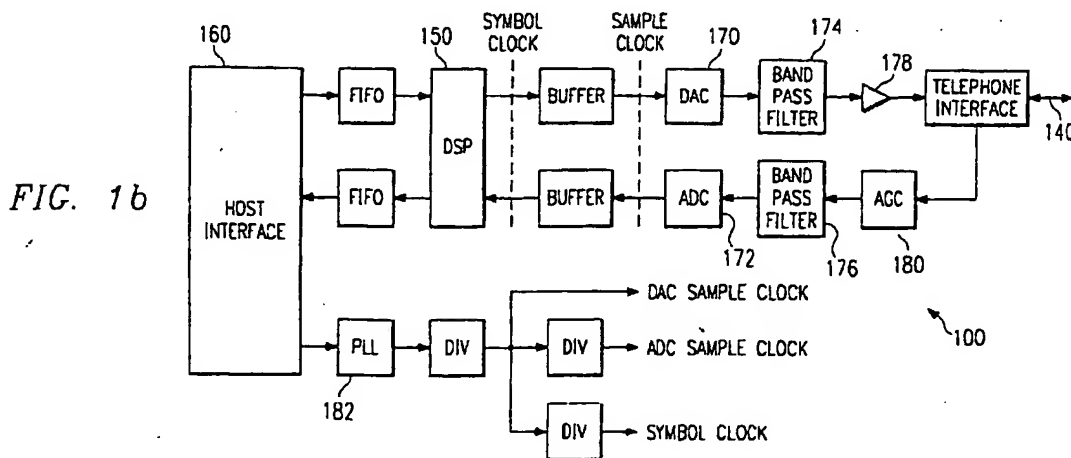 FIG. 1b
160
HOST
INTERFACE
FIFO
FIFO
150
DSP
SYMBOL
CLOCK
BUFFER
BUFFER
SAMPLE
CLOCK
170
DAC
ADC
172
174
BAND
PASS
FILTER
BAND
PASS
FILTER
176
178
TELEPHONE
INTERFACE
140
AGC
180
PLL
182
DIV
DIV
DIV
DAC SAMPLE CLOCK
ADC SAMPLE CLOCK
SYMBOL CLOCK
100